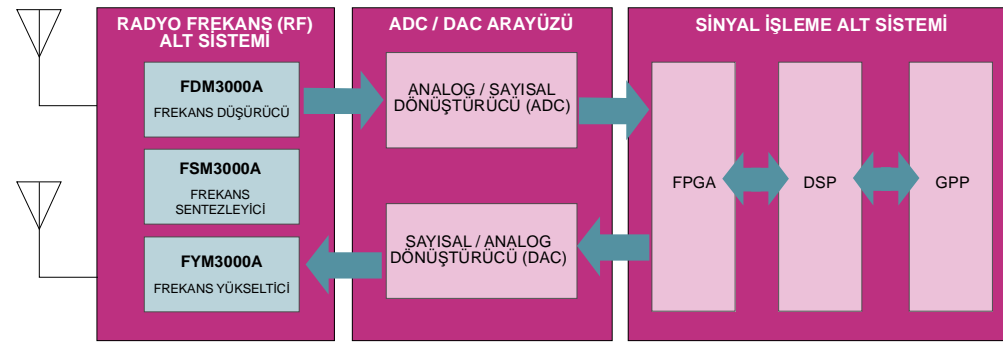 RADYO FREKANS (RF)
ALT SİSTEMİ
FDM3000A
FREKANS DÜŞÜRÜCÜ
FSM3000A
FREKANS
SENTEZLEYİCİ
FYM3000A
FREKANS YÜKSELTİCİ
ADC / DAC ARAYÜZÜ
ANALOG / SAYISAL
DÖNÜŞTÜRÜCÜ (ADC)
SAYISAL / ANALOG
DÖNÜŞTÜRÜCÜ (DAC)
SİNYAL İŞLEME ALT SİSTEMİ
FPGA
DSP
GPP